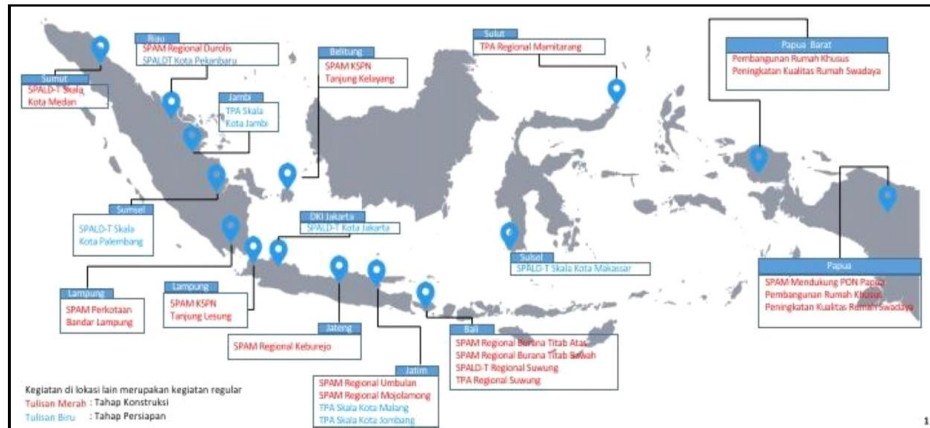 Riau
SPAM Regional Durolis
SPALDT Kota Pekanbaru
Belitung
SPAM KSPN
Tanjung Kelayang
Sulut
TPA Regional Mamitarang
Papua Barat
Pembangunan Rumah Khusus
Peningkatan Kualitas Rumah Swadaya
Sumut
SPALD-T Skala
Kota Medan
Jambi
TPA Skala
Kota Jambi
Sumsel
SPALD-T Skala
Kota Palembang
DKI Jakarta
SPALD-T Kota Jakarta
Sulsel
SPALD-T Skala Kota Makassar
Papua
SPAM Mendukung PON Papua
Pembangunan Rumah Khusus
Peningkatan Kualitas Rumah Swadaya
Lampung
SPAM Perkotaan
Bandar Lampung
Lampung
SPAM KSPN
Tanjung Lesung
Jateng
SPAM Regional Keburejo
Jatim
SPAM Regional Umbulan
SPAM Regional Mojolamong
TPA Skala Kota Malang
TPA Skala Kota Jombang
Bali
SPAM Regional Burana Titab Atas
SPAM Regional Burana Titab Bawah
SPALD-T Regional Suwung
TPA Regional Suwung
Kegiatan di lokasi lain merupakan kegiatan regular
Tulisan Merah : Tahap Konstruksi
Tulisan Biru : Tahap Persiapan
1